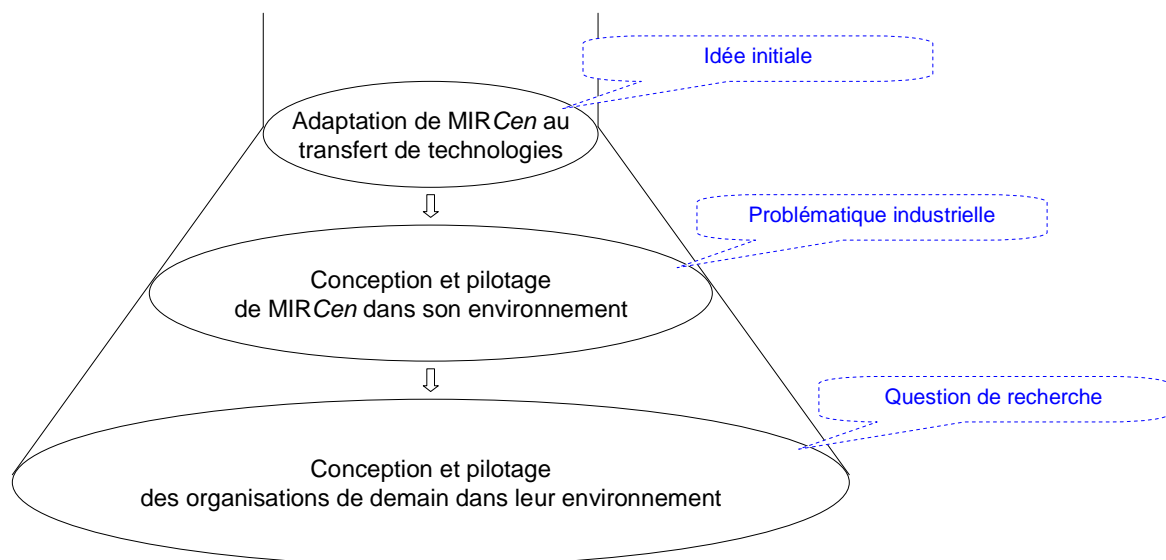 Idée initiale
Adaptation de MIRCen au
transfert de technologies
Problématique industrielle
Conception et pilotage
de MIRCen dans son environnement
Question de recherche
Conception et pilotage
des organisations de demain dans leur environnement